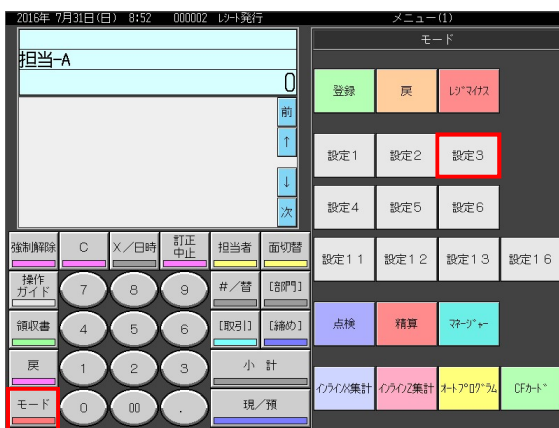 2016年 7月31日(日) 8:52 000002 ﾚｼｰﾄ発行 メニュー(1)
モード
担当-A
0
前
↑
↓
次
登録 戻 ﾚｼﾞﾏｲﾅｽ
設定1 設定2 設定3
設定4 設定5 設定6
設定11 設定12 設定13 設定16
点検 精算 ﾏﾈｰｼﾞｬｰ
ｲﾝﾗｲﾝX集計 ｲﾝﾗｲﾝZ集計 ｵｰﾄﾌﾟﾛｸﾞﾗﾑ CFｶｰﾄﾞ
強制解除 C X/日時 訂正中止 担当者 面切替
操作ガイド 7 8 9 #/替 [部門]
領収書 4 5 6 [取引] [締め]
戻 1 2 3 小計
モード 0 00 . 現/預